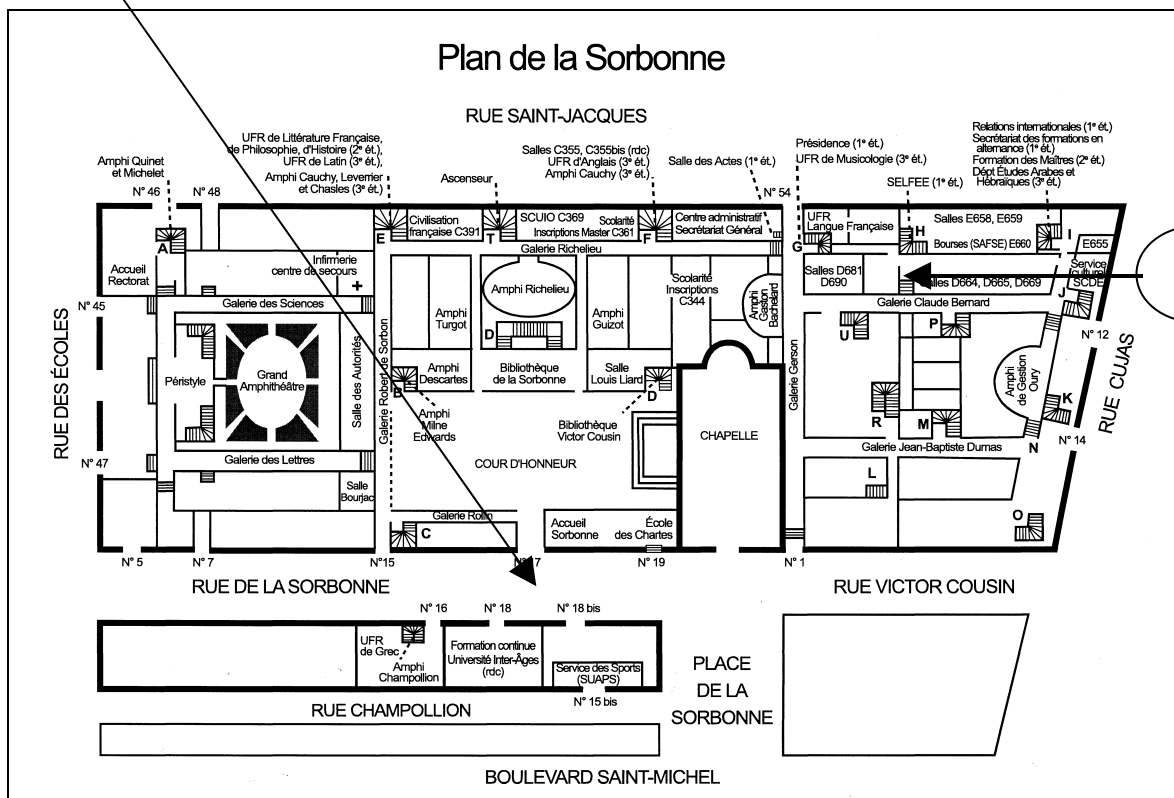 Plan de la Sorbonne
RUE SAINT-JACQUES
Amphi Quinet
et Michelet
UFR de Littérature Française,
de Philosophie, d'Histoire (2e ét.)
UFR de Latin (3e ét.),
Amphi Cauchy, Leverrier
et Chasles (3e ét.)
Ascenseur
Salles C355, C355bis (rdc)
UFR d'Anglais (3e ét.)
Amphi Cauchy (3e ét.)
Salle des Actes (1e ét.)
Présidence (1e ét.)
UFR de Musicologie (3e ét.)
SELFEE (1e ét.)
Relations internationales (1e ét.)
Secrétariat des formations en
alternance (1e ét.)
Formation des Maîtres (2e ét.)
Dépt Études Arabes et
Hébraïques (3e ét.)
N° 46
N° 48
N° 54
A
E
Civilisation
française C391
T
SCUIO C369
Inscriptions Master C361
Scolarité
F
Centre administratif
Secrétariat Général
G
UFR
Langue Française
H
Salles E658, E659
Bourses (SAFSE) E660
I
E655
Galerie Richelieu
Accueil
Rectorat
Infirmerie
centre de secours
+
Amphi Richelieu
Scolarité
Inscriptions
C344
Amphi
Gaston
Bachelard
Salles D681
D690
Salles D664, D665, D669
Service
culturel
SCDE
N° 45
Galerie des Sciences
Galerie Claude Bernard
J
Amphi
Turgot
D
Amphi
Guizot
U
P
N° 12
RUE DES ÉCOLES
Péristyle
Grand
Amphithéâtre
Salle des Autorités
Galerie Robert de Sorbon
Amphi
Descartes
Bibliothèque
de la Sorbonne
Salle
Louis Liard
Galerie Gerson
Amphi
de Gestion
Oury
RUE CUJAS
B
D
K
Amphi
Milne
Edwards
Bibliothèque
Victor Cousin
CHAPELLE
R
M
N
N° 14
N° 47
Galerie des Lettres
COUR D'HONNEUR
Galerie Jean-Baptiste Dumas
Salle
Bourjac
L
Galerie Rollin
C
Accueil
Sorbonne
École
des Chartes
O
N° 5
N° 7
N°15
N°17
N° 19
N° 1
RUE DE LA SORBONNE
RUE VICTOR COUSIN
N° 16
N° 18
N° 18 bis
UFR
de Grec
Amphi
Champollion
Formation continue
Université Inter-Âges
(rdc)
Service des Sports
(SUAPS)
N° 15 bis
PLACE
DE LA
SORBONNE
RUE CHAMPOLLION
BOULEVARD SAINT-MICHEL